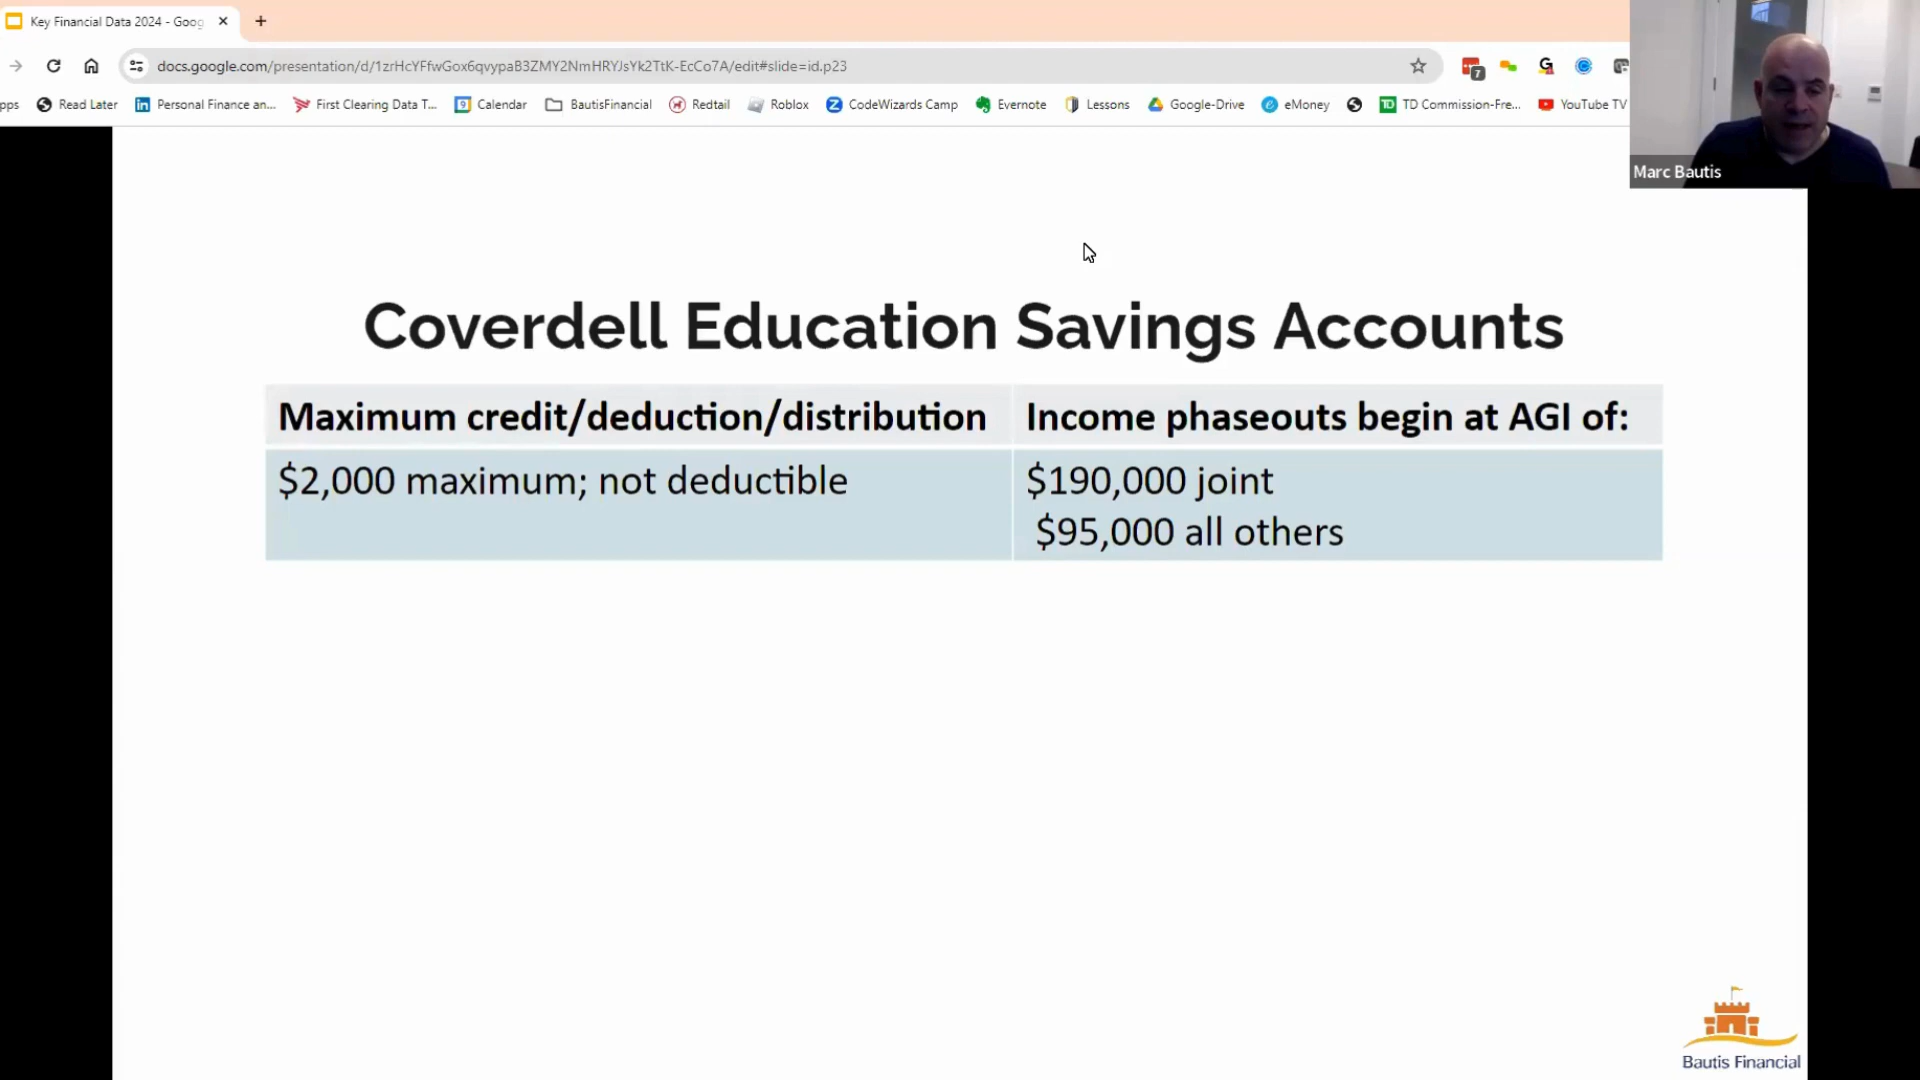 Key Financial Data 2024 - Goog
docs.google.com/presentation/d/1zrHcYFfwGox6qvypaB3ZMY2NmHRYJsYk2TtK-EcCo7A/edit#slide=id.p23
7
pps Read Later Personal Finance an... First Clearing Data T... 9 Calendar BautisFinancial Redtail Roblox CodeWizards Camp Evernote Lessons Google-Drive eMoney TD TD Commission-Fre... YouTube TV
Marc Bautis
Coverdell Education Savings Accounts
Maximum credit/deduction/distribution Income phaseouts begin at AGI of:
$2,000 maximum; not deductible $190,000 joint
$95,000 all others
Bautis Financial